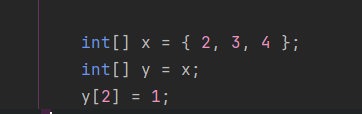 int[] x = { 2, 3, 4 };
int[] y = x;
y[2] = 1;